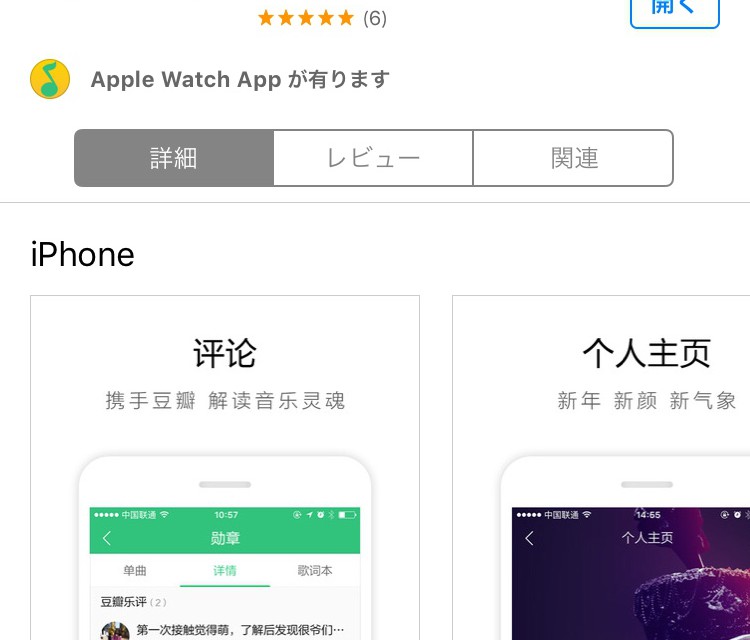 ★★★★★ (6)
開く
Apple Watch App が有ります
詳細 レビュー 関連
iPhone
评论
携手豆瓣 解读音乐灵魂
中国联通 10:57
勋章
单曲 详情 歌词本
豆瓣乐评 (2)
第一次接触觉得萌，了解后发现很爷们…
个人主页
新年 新颜 新气象
中国联通 14:65
个人主页